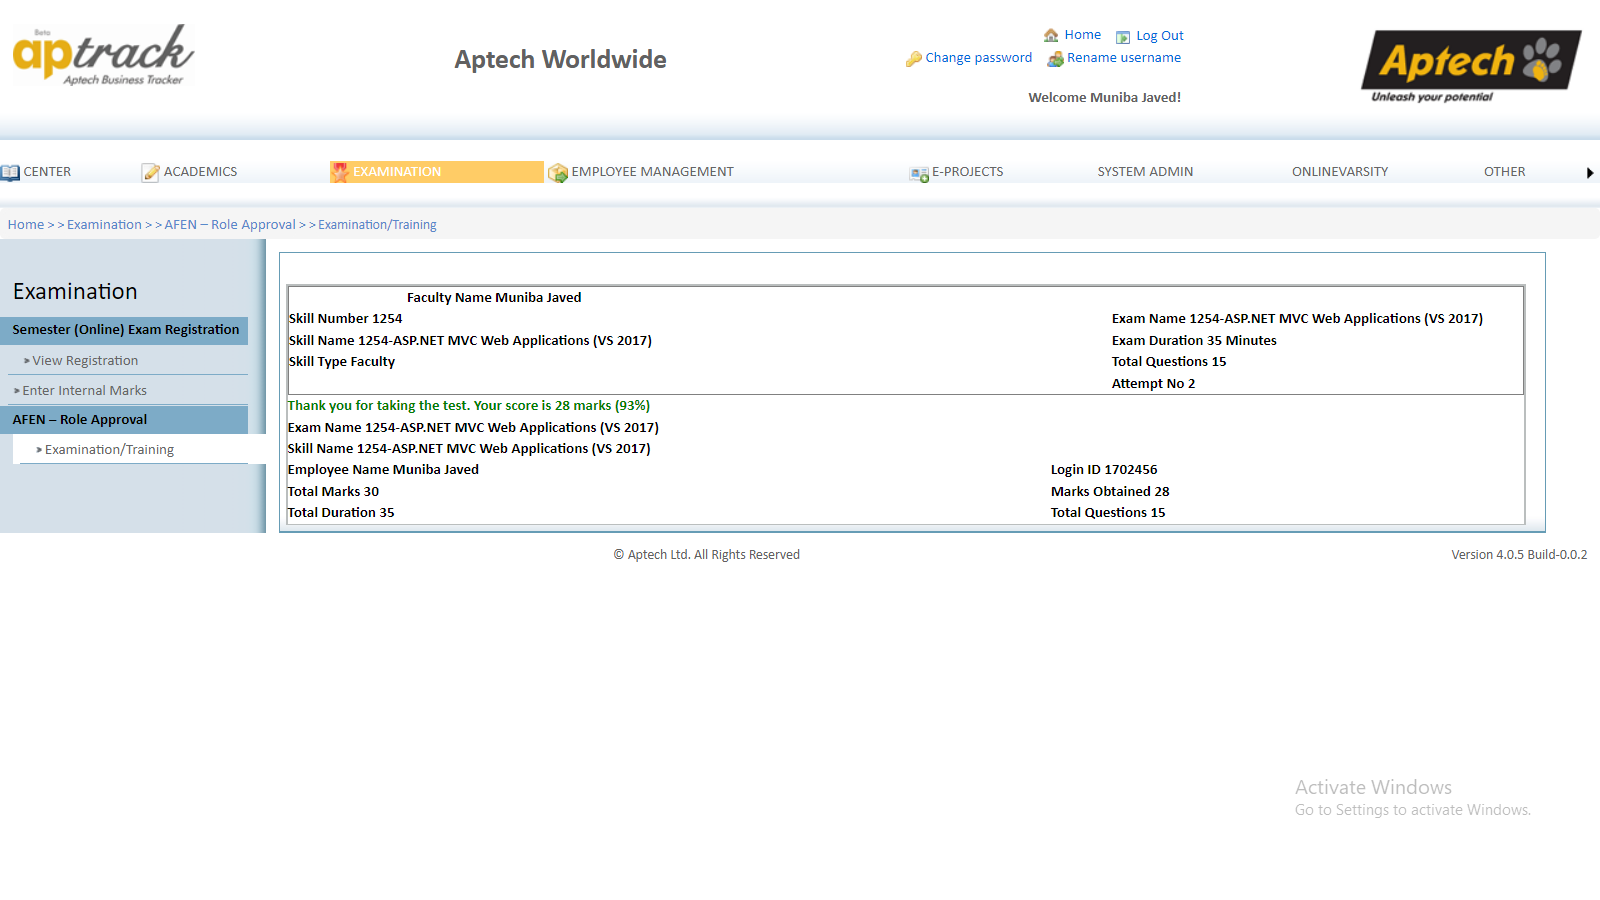 Beta
aptrack
Aptech Business Tracker
Aptech Worldwide
Home Log Out
Change password Rename username
Welcome Muniba Javed!
Aptech
Unleash your potential
CENTER ACADEMICS EXAMINATION EMPLOYEE MANAGEMENT E-PROJECTS SYSTEM ADMIN ONLINEVARSITY OTHER
Home > > Examination > > AFEN – Role Approval > > Examination/Training
Examination
Semester (Online) Exam Registration
» View Registration
» Enter Internal Marks
AFEN – Role Approval
» Examination/Training
Faculty Name Muniba Javed
Skill Number 1254 Exam Name 1254-ASP.NET MVC Web Applications (VS 2017)
Skill Name 1254-ASP.NET MVC Web Applications (VS 2017) Exam Duration 35 Minutes
Skill Type Faculty Total Questions 15
Attempt No 2
Thank you for taking the test. Your score is 28 marks (93%)
Exam Name 1254-ASP.NET MVC Web Applications (VS 2017)
Skill Name 1254-ASP.NET MVC Web Applications (VS 2017)
Employee Name Muniba Javed Login ID 1702456
Total Marks 30 Marks Obtained 28
Total Duration 35 Total Questions 15
© Aptech Ltd. All Rights Reserved Version 4.0.5 Build-0.0.2
Activate Windows
Go to Settings to activate Windows.